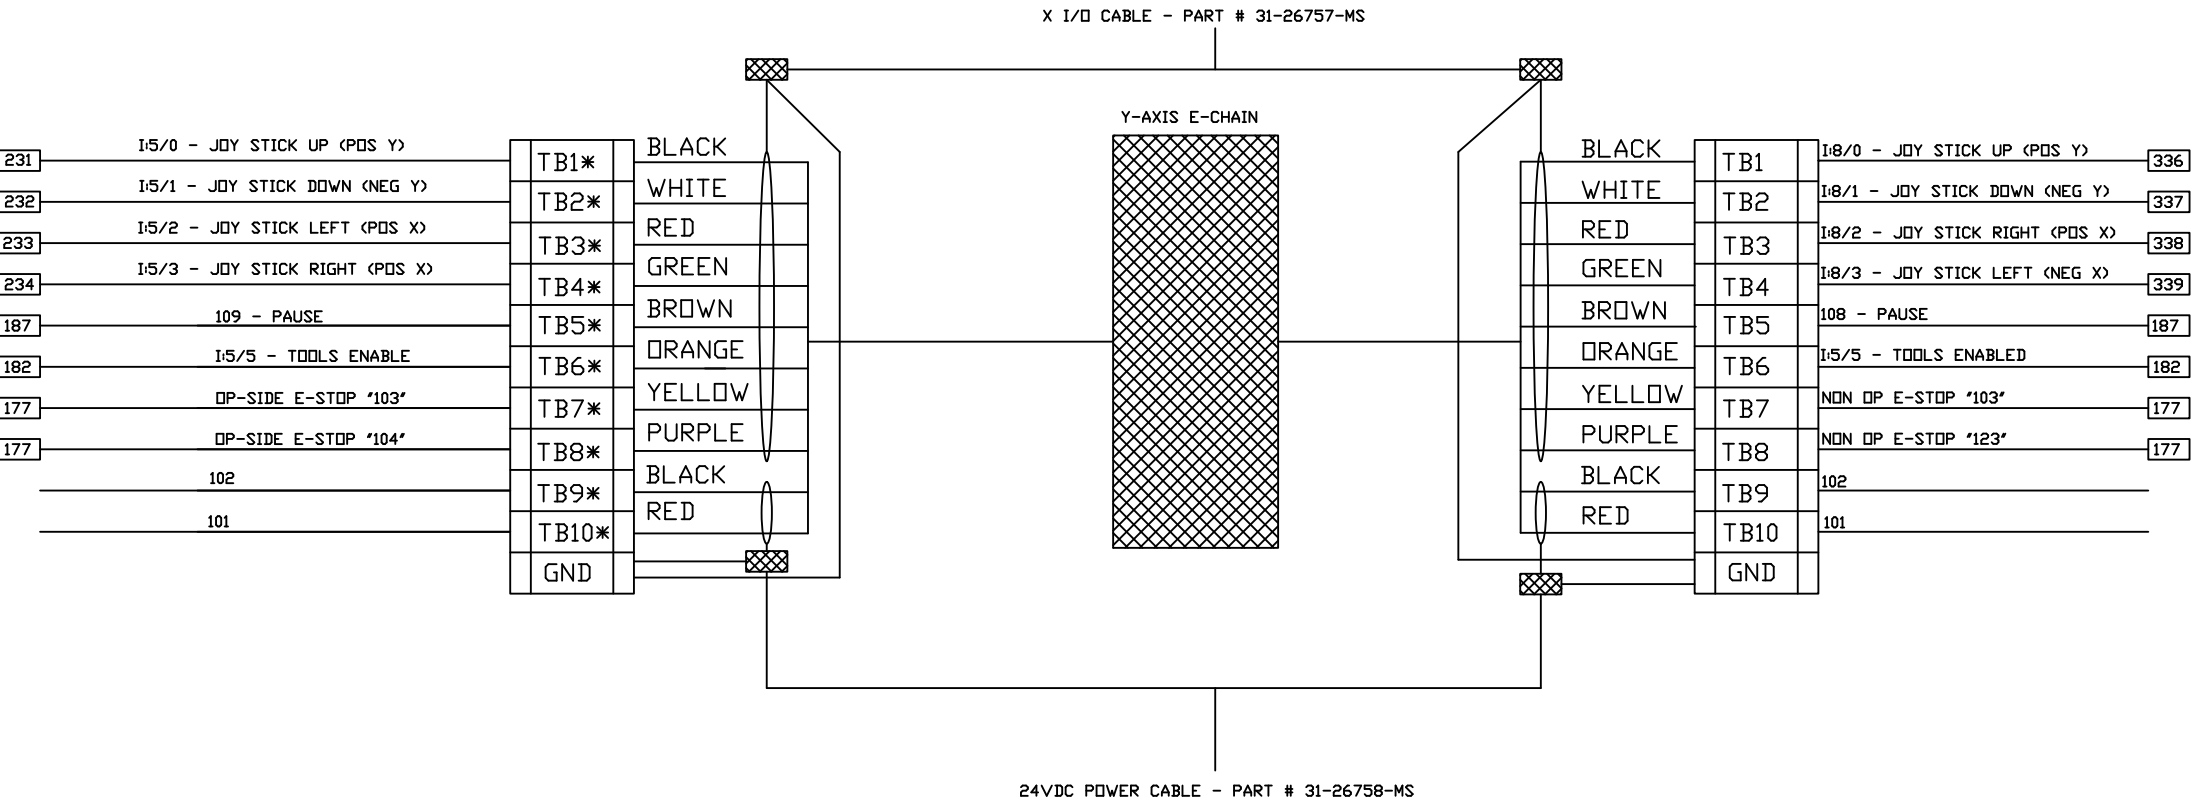 X I/O CABLE - PART # 31-26757-MS
Y-AXIS E-CHAIN
231 I:5/0 - JOY STICK UP (POS Y) TB1* BLACK
232 I:5/1 - JOY STICK DOWN (NEG Y) TB2* WHITE
233 I:5/2 - JOY STICK LEFT (POS X) TB3* RED
234 I:5/3 - JOY STICK RIGHT (POS X) TB4* GREEN
187 109 - PAUSE TB5* BROWN
182 I:5/5 - TOOLS ENABLE TB6* ORANGE
177 OP-SIDE E-STOP "103" TB7* YELLOW
177 OP-SIDE E-STOP "104" TB8* PURPLE
102 TB9* BLACK
101 TB10* RED
GND
BLACK TB1 I:8/0 - JOY STICK UP (POS Y) 336
WHITE TB2 I:8/1 - JOY STICK DOWN (NEG Y) 337
RED TB3 I:8/2 - JOY STICK RIGHT (POS X) 338
GREEN TB4 I:8/3 - JOY STICK LEFT (NEG X) 339
BROWN TB5 108 - PAUSE 187
ORANGE TB6 I:5/5 - TOOLS ENABLED 182
YELLOW TB7 NON OP E-STOP "103" 177
PURPLE TB8 NON OP E-STOP "123" 177
BLACK TB9 102
RED TB10 101
GND
24VDC POWER CABLE - PART # 31-26758-MS